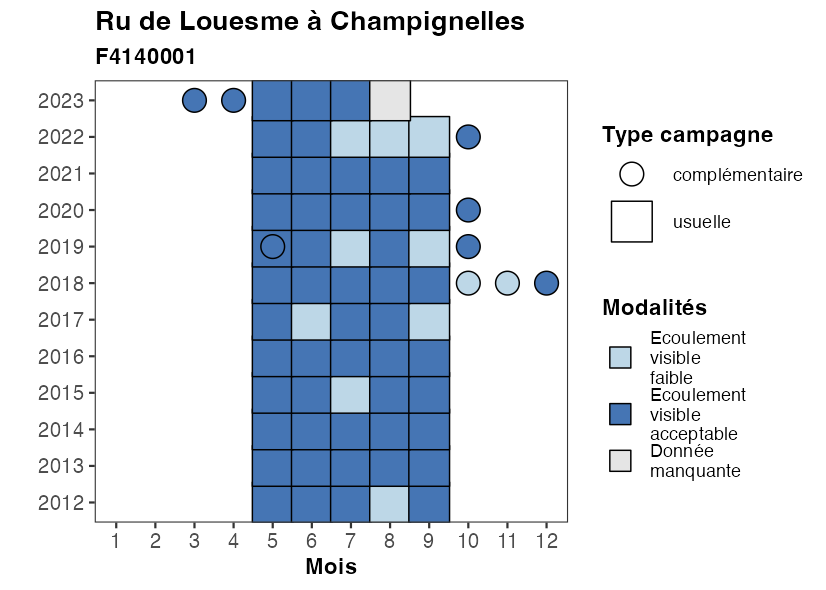 Ru de Louesme à Champignelles
F4140001
2023
2022
2021
2020
2019
2018
2017
2016
2015
2014
2013
2012
1 2 3 4 5 6 7 8 9 10 11 12
Mois
Type campagne
complémentaire
usuelle
Modalités
Ecoulement
visible
faible
Ecoulement
visible
acceptable
Donnée
manquante